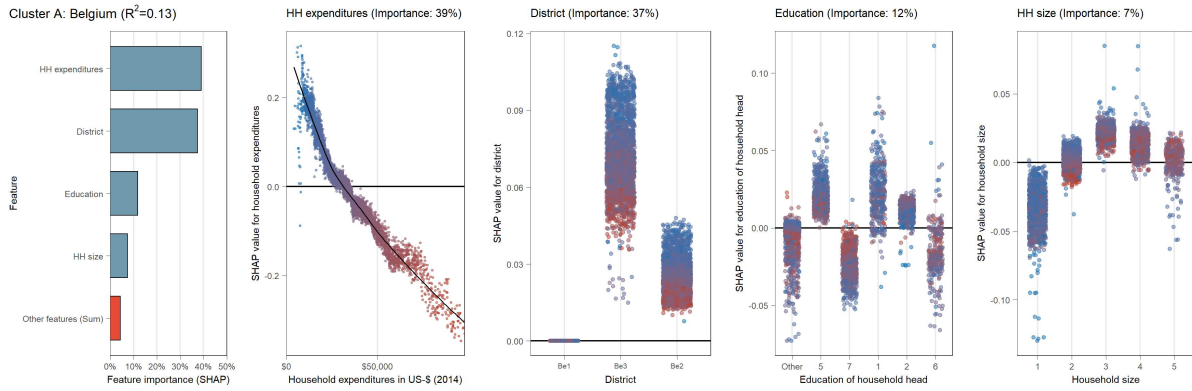 Cluster A: Belgium (R²=0.13)
Feature
HH expenditures
District
Education
HH size
Other features (Sum)
0% 10% 20% 30% 40% 50%
Feature importance (SHAP)
HH expenditures (Importance: 39%)
SHAP value for household expenditures
0.2
0.0
-0.2
$0 $50,000
Household expenditures in US-$ (2014)
District (Importance: 37%)
SHAP value for district
0.12
0.09
0.06
0.03
0.00
Be1 Be3 Be2
District
Education (Importance: 12%)
SHAP value for education of hosuehold head
0.10
0.05
0.00
-0.05
Other 5 7 1 2 6
Education of household head
HH size (Importance: 7%)
SHAP value for household size
0.05
0.00
-0.05
-0.10
1 2 3 4 5
Household size